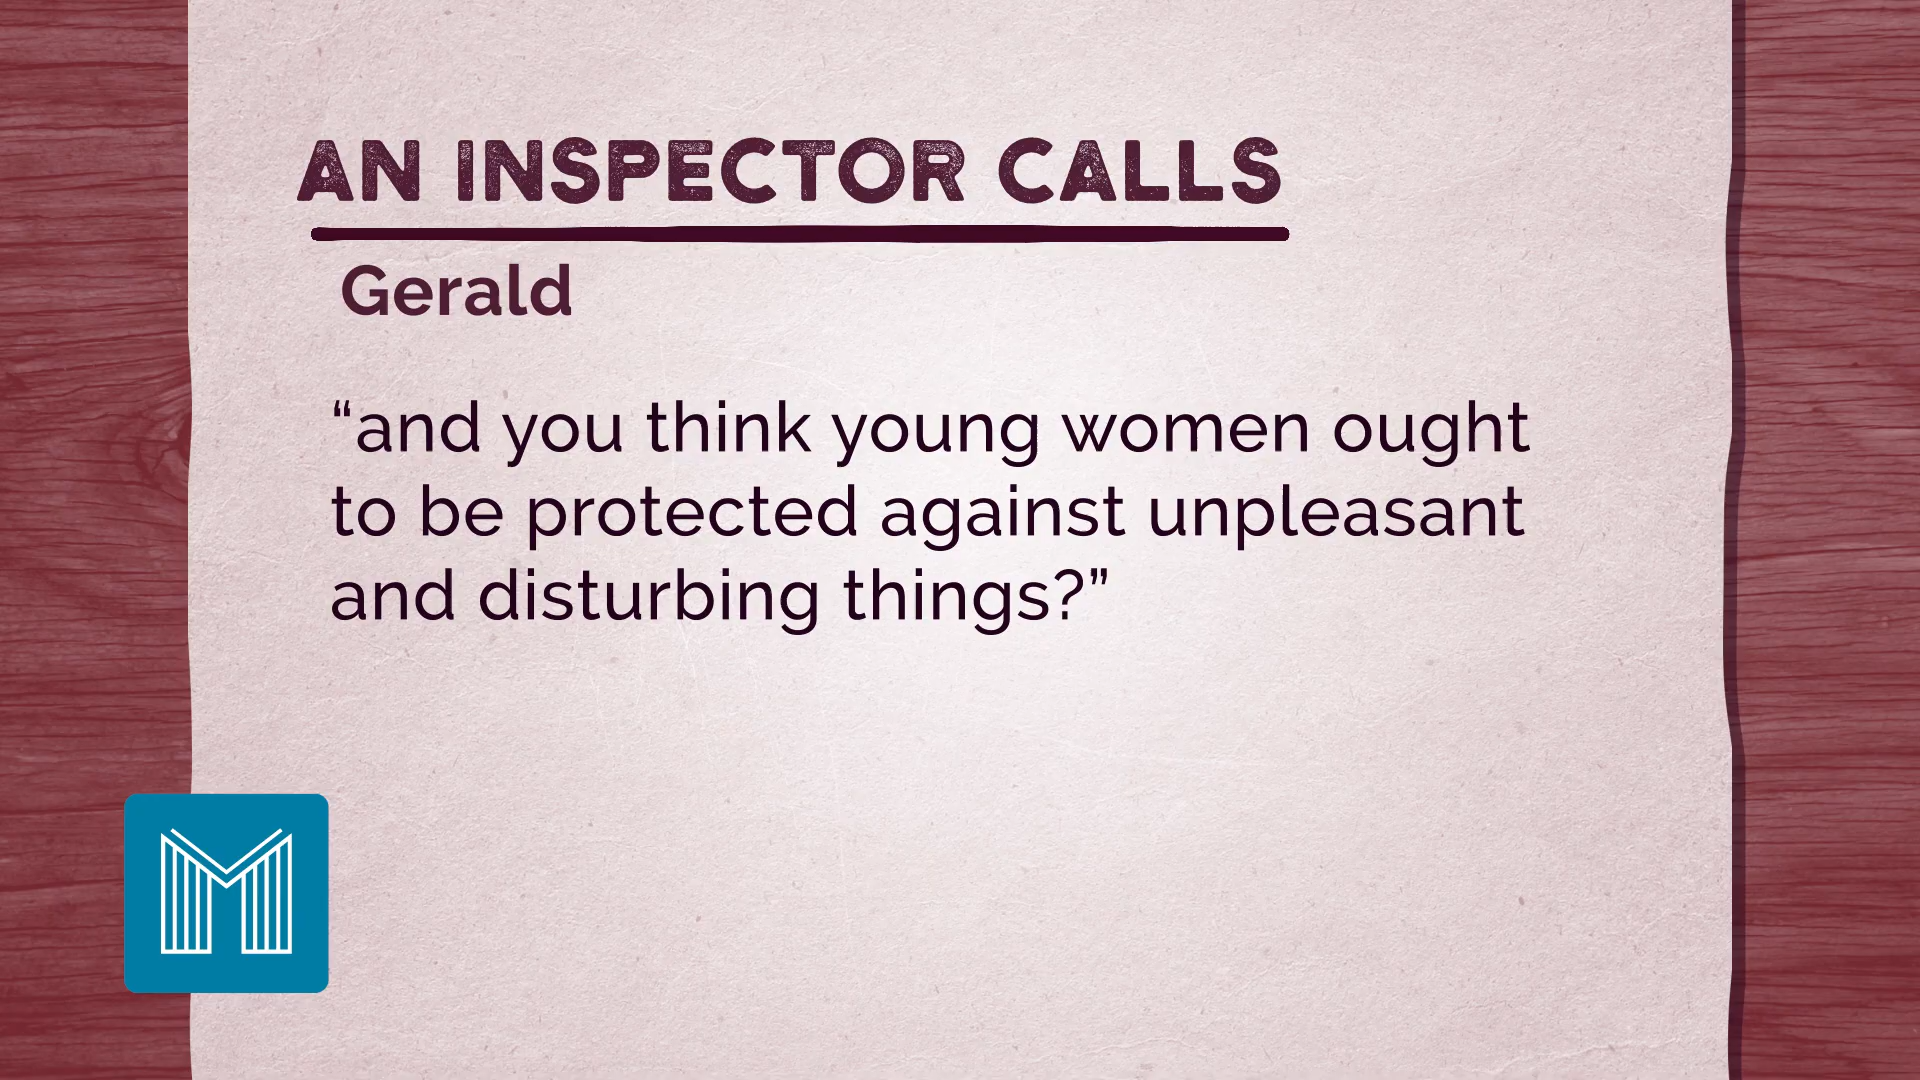 AN INSPECTOR CALLS
Gerald
“and you think young women ought
to be protected against unpleasant
and disturbing things?”
M